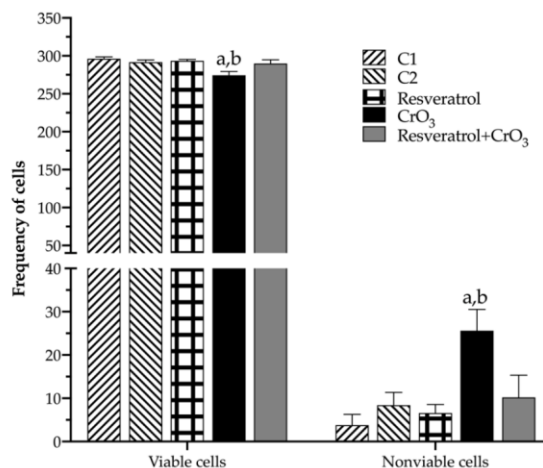 350
300
250
200
150
100
50
40
30
20
10
0
Frequency of cells
a,b
a,b
C1
C2
Resveratrol
CrO₃
Resveratrol+CrO₃
Viable cells
Nonviable cells